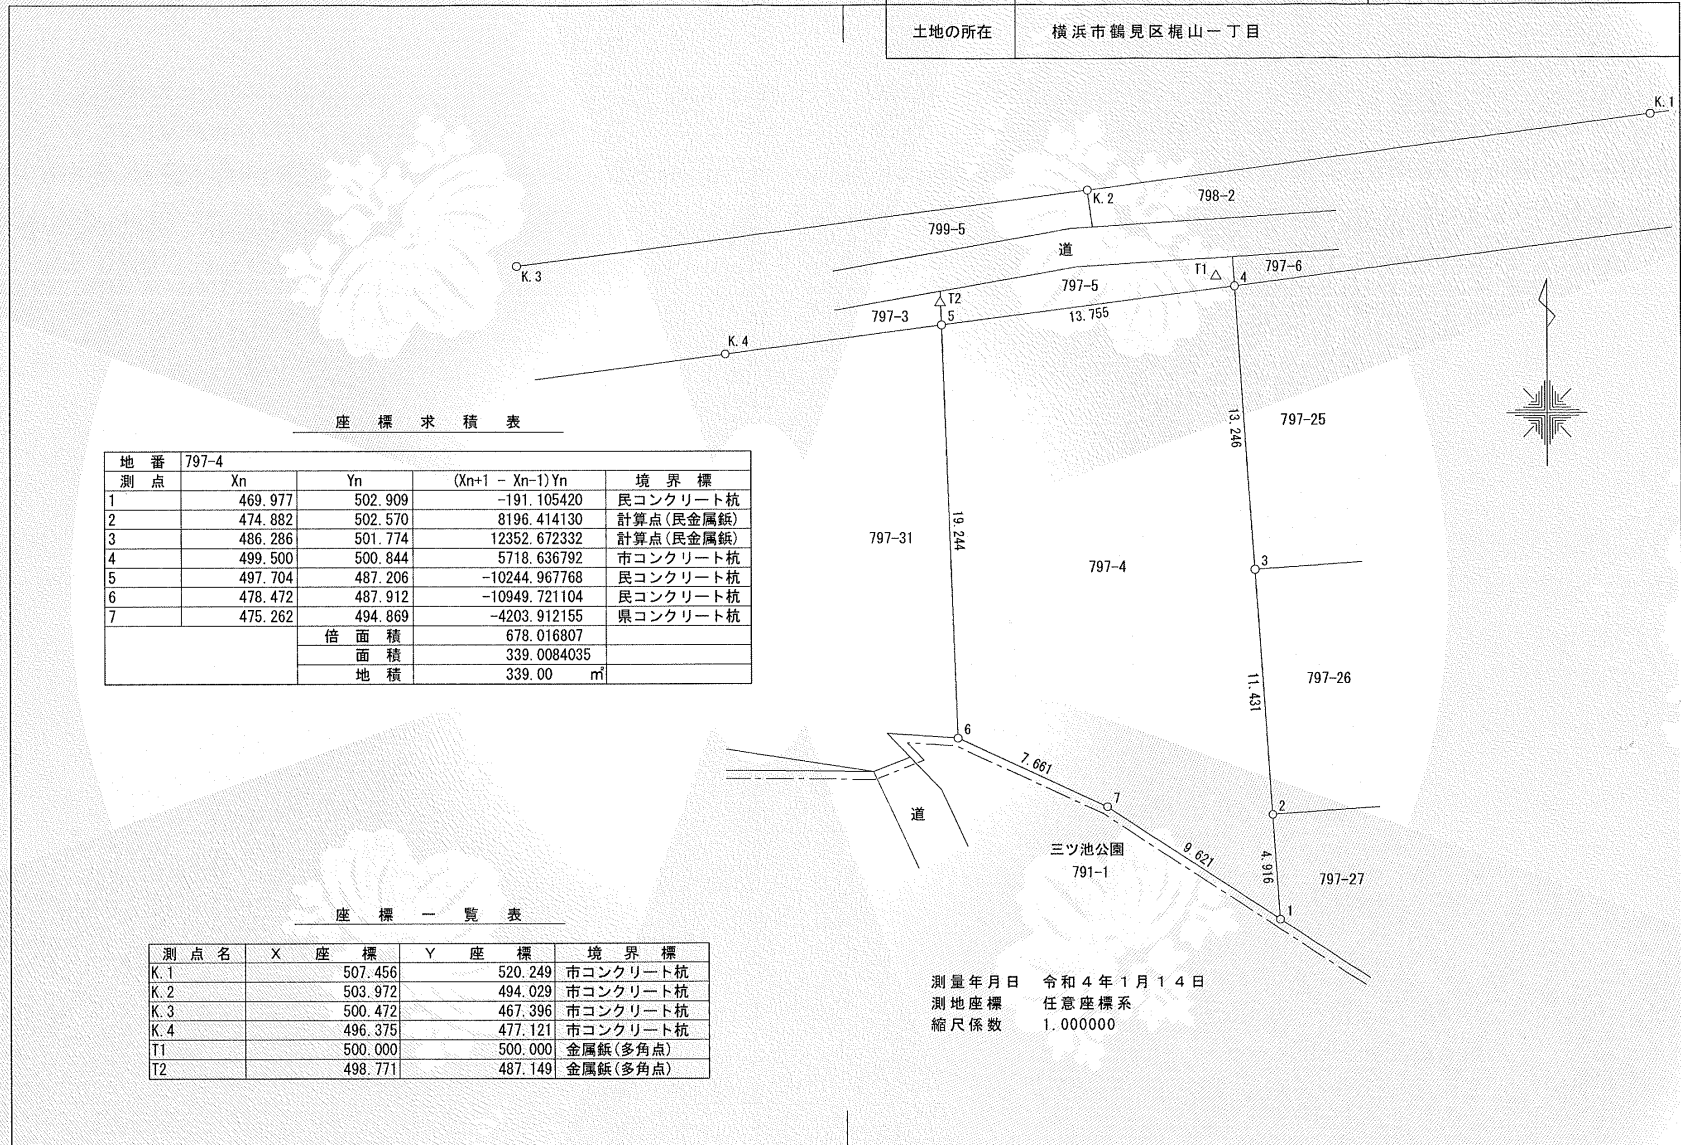 土地の所在 横浜市鶴見区梶山一丁目
K.1
K.2
798-2
799-5
道
K.3
T1
4
797-6
797-5
T2
797-3
5
13.755
K.4
座標求積表
地番 797-4
測点 Xn Yn (Xn+1 - Xn-1)Yn 境界標
1 469.977 502.909 -191.105420 民コンクリート杭
2 474.882 502.570 8196.414130 計算点(民金属鋲)
3 486.286 501.774 12352.672332 計算点(民金属鋲)
4 499.500 500.844 5718.636792 市コンクリート杭
5 497.704 487.206 -10244.967768 民コンクリート杭
6 478.472 487.912 -10949.721104 民コンクリート杭
7 475.262 494.869 -4203.912155 県コンクリート杭
倍面積 678.016807
面積 339.0084035
地積 339.00 ㎡
13.246
797-25
19.244
797-31
797-4
3
11.431
797-26
6
7.661
7
2
道
三ツ池公園
791-1
9.621
4.916
797-27
1
座標一覧表
測点名 X座標 Y座標 境界標
K.1 507.456 520.249 市コンクリート杭
K.2 503.972 494.029 市コンクリート杭
K.3 500.472 467.396 市コンクリート杭
K.4 496.375 477.121 市コンクリート杭
T1 500.000 500.000 金属鋲(多角点)
T2 498.771 487.149 金属鋲(多角点)
測量年月日 令和4年1月14日
測地座標 任意座標系
縮尺係数 1.000000